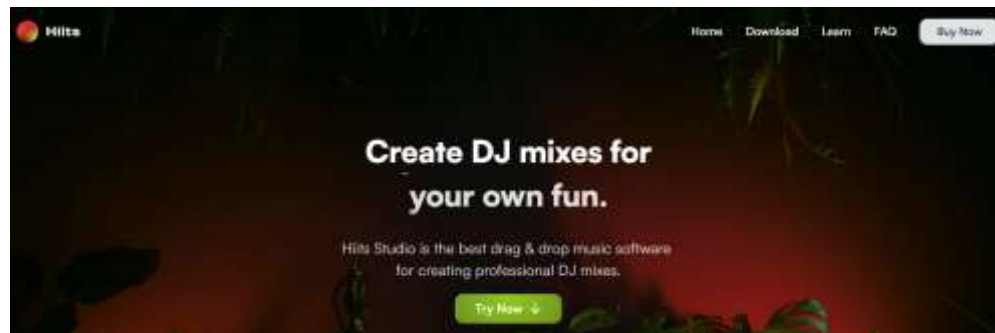 Hiits
Home Download Learn FAQ Buy Now
Create DJ mixes for
your own fun.
Hiits Studio is the best drag & drop music software
for creating professional DJ mixes.
Try Now ↓